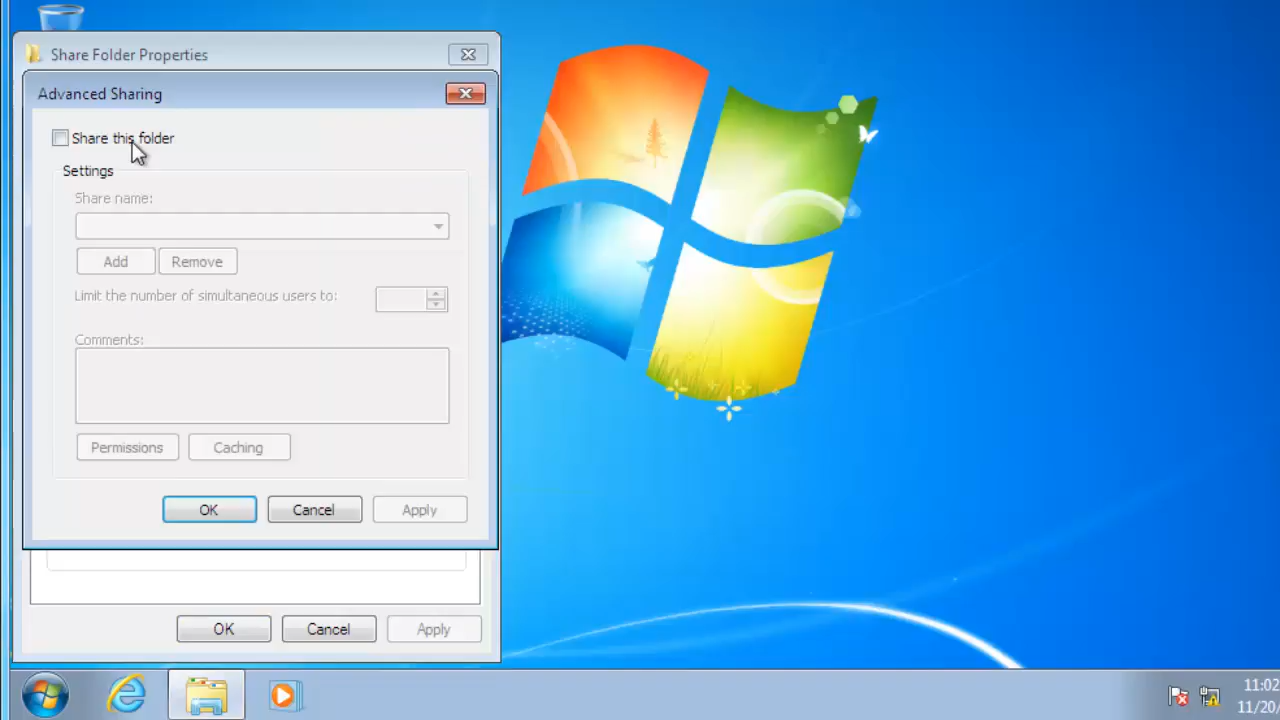 Share Folder Properties
Advanced Sharing
Share this folder
Settings
Share name:
Add Remove
Limit the number of simultaneous users to:
Comments:
Permissions Caching
OK Cancel Apply
OK Cancel Apply
11:02
11/20/